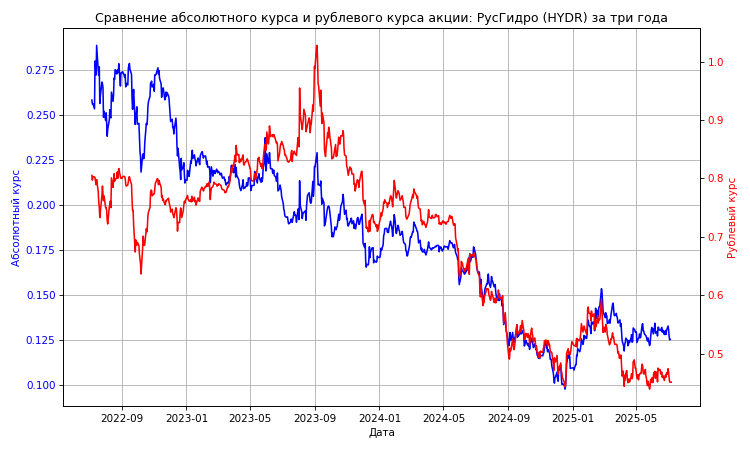 Сравнение абсолютного курса и рублевого курса акции: РусГидро (HYDR) за три года
Абсолютный курс
0.275
0.250
0.225
0.200
0.175
0.150
0.125
0.100
1.0
0.9
0.8
0.7
0.6
0.5
Рублевый курс
2022-09 2023-01 2023-05 2023-09 2024-01 2024-05 2024-09 2025-01 2025-05
Дата